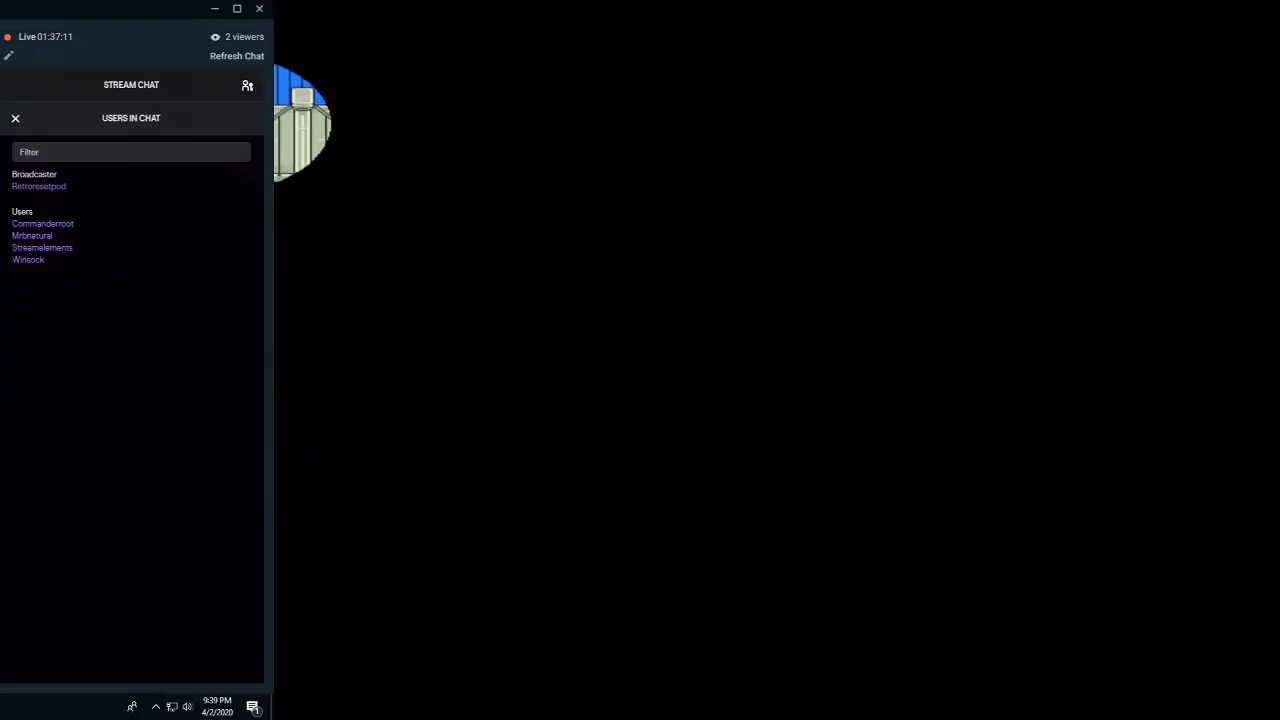 Live 01:37:11
2 viewers
Refresh Chat
STREAM CHAT
USERS IN CHAT
Filter
Broadcaster
Retroresetpod
Users
Commanderroot
Mrbnatural
Streamelements
Winsock
9:39 PM
4/2/2020
1